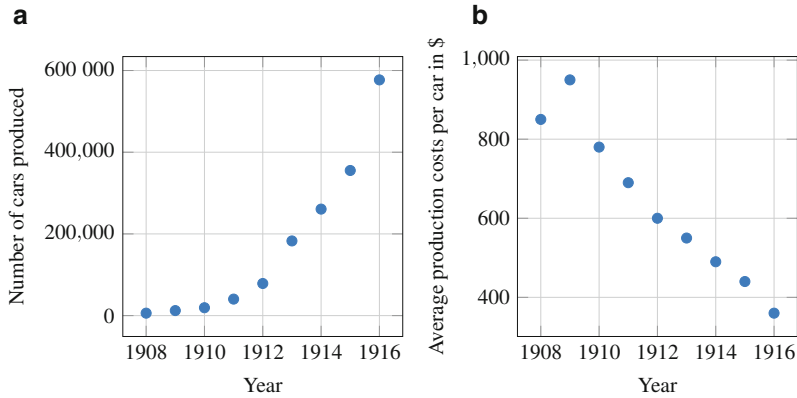 a
Number of cars produced
600 000
400,000
200,000
0
1908 1910 1912 1914 1916
Year
b
Average production costs per car in $
1,000
800
600
400
1908 1910 1912 1914 1916
Year